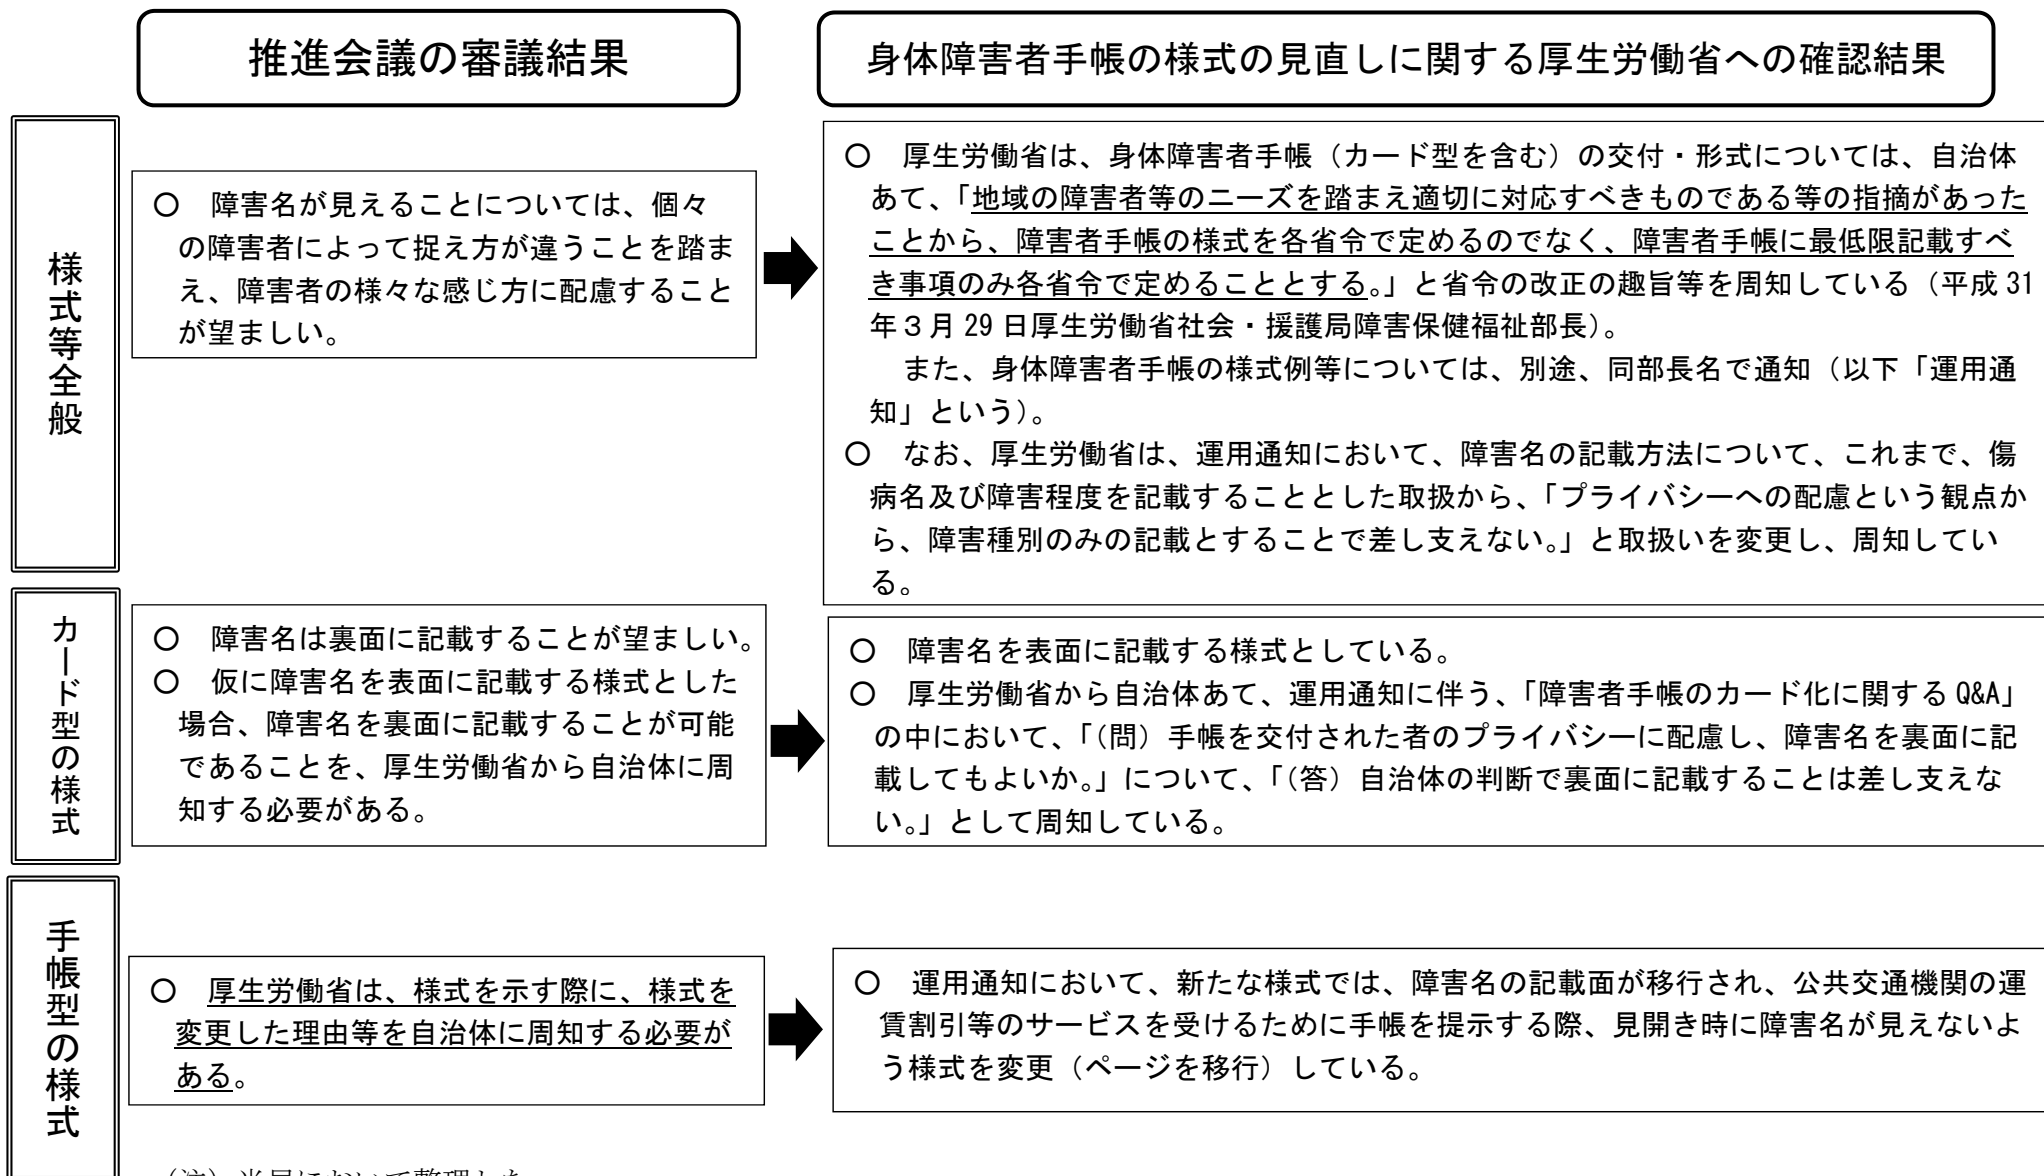 推進会議の審議結果
身体障害者手帳の様式の見直しに関する厚生労働省への確認結果
様式等全般
○　障害名が見えることについては、個々
の障害者によって捉え方が違うことを踏ま
え、障害者の様々な感じ方に配慮すること
が望ましい。
○　厚生労働省は、身体障害者手帳（カード型を含む）の交付・形式については、自治体
あて、「地域の障害者等のニーズを踏まえ適切に対応すべきものである等の指摘があった
ことから、障害者手帳の様式を各省令で定めるのでなく、障害者手帳に最低限記載すべ
き事項のみ各省令で定めることとする。」と省令の改正の趣旨等を周知している（平成 31
年３月 29 日厚生労働省社会・援護局障害保健福祉部長）。
また、身体障害者手帳の様式例等については、別途、同部長名で通知（以下「運用通
知」という）。
○　なお、厚生労働省は、運用通知において、障害名の記載方法について、これまで、傷
病名及び障害程度を記載することとした取扱から、「プライバシーへの配慮という観点か
ら、障害種別のみの記載とすることで差し支えない。」と取扱いを変更し、周知してい
る。
カード型の様式
○　障害名は裏面に記載することが望ましい。
○　仮に障害名を表面に記載する様式とした
場合、障害名を裏面に記載することが可能
であることを、厚生労働省から自治体に周
知する必要がある。
○　障害名を表面に記載する様式としている。
○　厚生労働省から自治体あて、運用通知に伴う、「障害者手帳のカード化に関する Q&A」
の中において、「（問）手帳を交付された者のプライバシーに配慮し、障害名を裏面に記
載してもよいか。」について、「（答）自治体の判断で裏面に記載することは差し支えな
い。」として周知している。
手帳型の様式
○　厚生労働省は、様式を示す際に、様式を
変更した理由等を自治体に周知する必要が
ある。
○　運用通知において、新たな様式では、障害名の記載面が移行され、公共交通機関の運
賃割引等のサービスを受けるために手帳を提示する際、見開き時に障害名が見えないよ
う様式を変更（ページを移行）している。